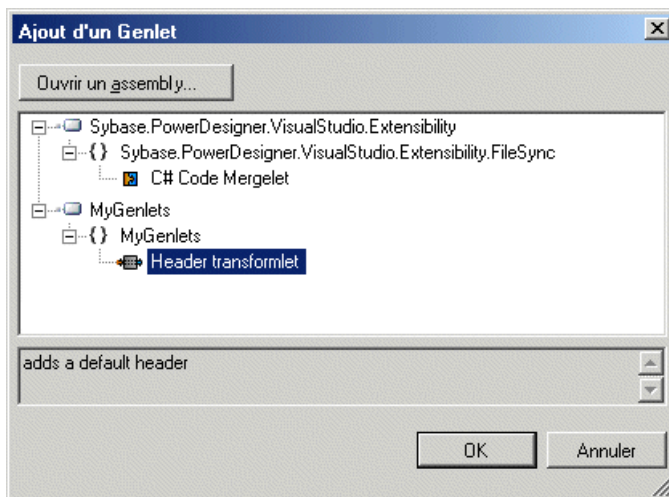 Ajout d'un Genlet
Ouvrir un assembly...
Sybase.PowerDesigner.VisualStudio.Extensibility
{} Sybase.PowerDesigner.VisualStudio.Extensibility.FileSync
C# Code Mergelet
MyGenlets
{} MyGenlets
Header transformlet
adds a default header
OK Annuler